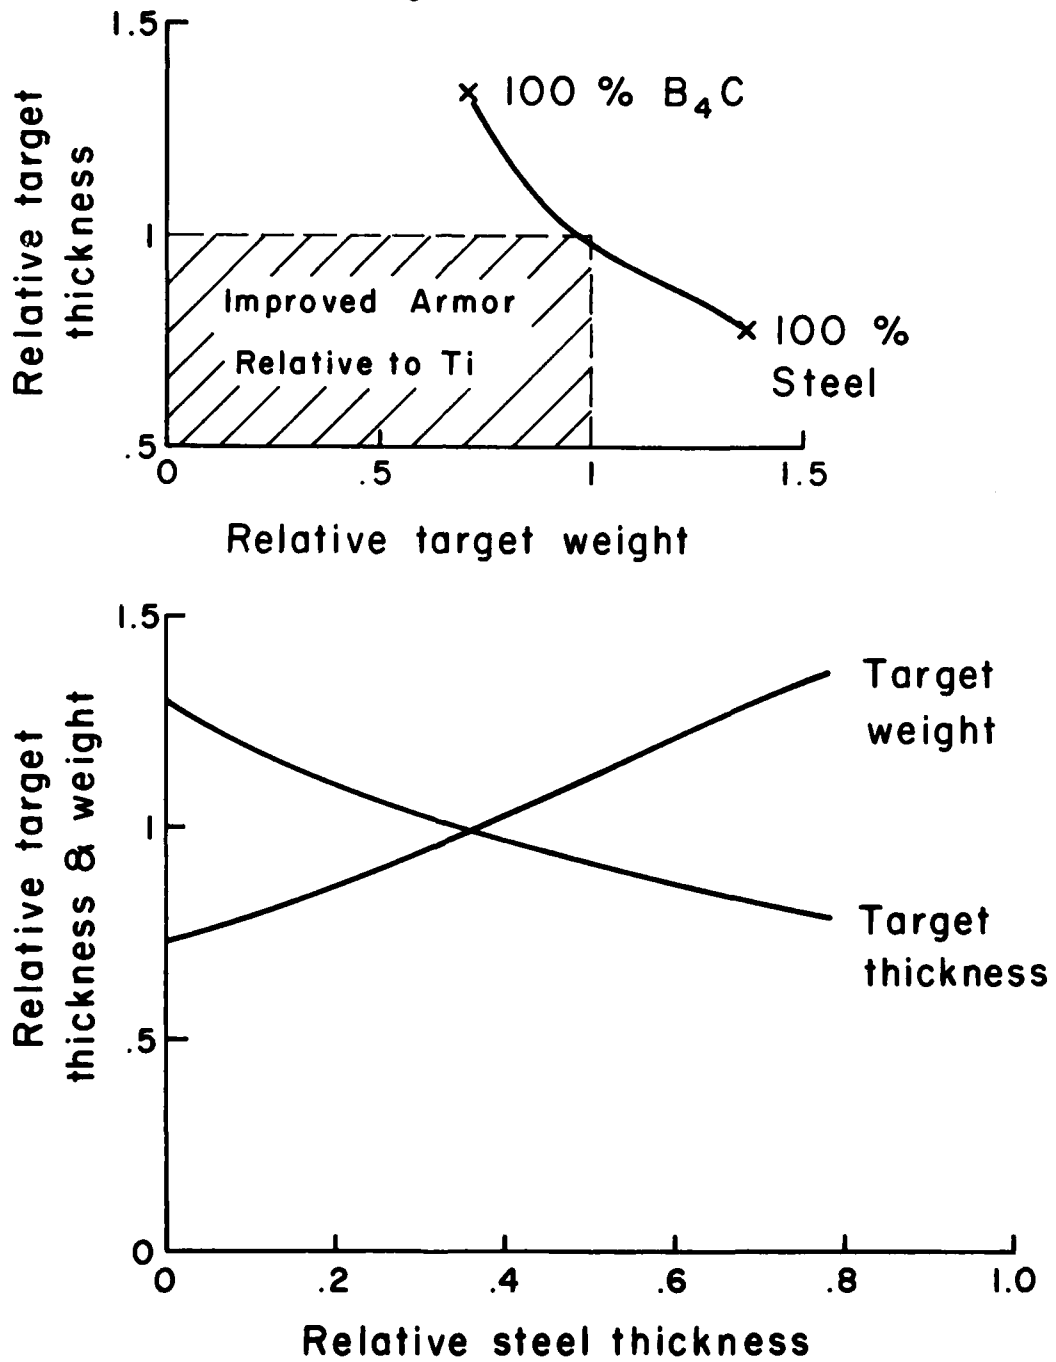 1.5
Relative target
thickness
100 % B₄C
1
Improved Armor
Relative to Ti
100 %
Steel
.5
0
.5
1
1.5
Relative target weight
1.5
Relative target
thickness & weight
Target
weight
1
Target
thickness
.5
0
0
.2
.4
.6
.8
1.0
Relative steel thickness